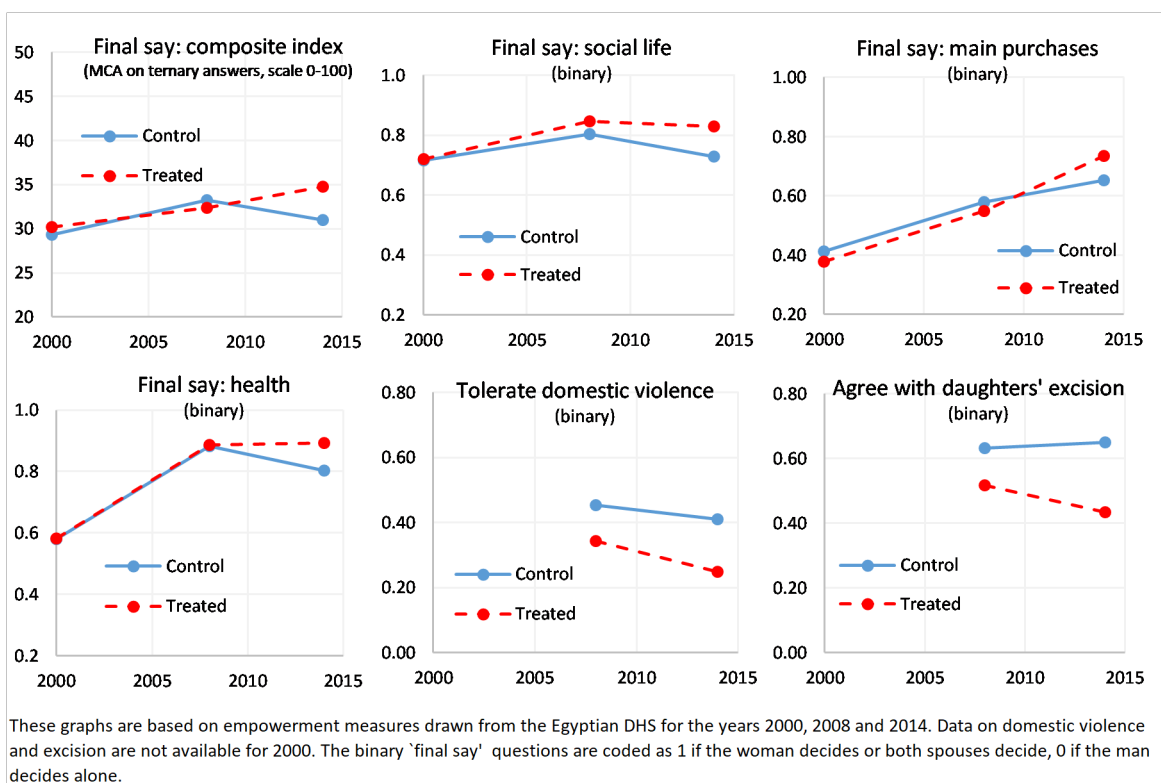 Final say: composite index
(MCA on ternary answers, scale 0-100)
50
45
40
35
30
25
20
Control
Treated
2000
2005
2010
2015
Final say: social life
(binary)
1.0
0.8
0.6
0.4
0.2
Control
Treated
2000
2005
2010
2015
Final say: main purchases
(binary)
1.00
0.80
0.60
0.40
0.20
Control
Treated
2000
2005
2010
2015
Final say: health
(binary)
1.0
0.8
0.6
0.4
0.2
Control
Treated
2000
2005
2010
2015
Tolerate domestic violence
(binary)
0.80
0.60
0.40
0.20
0.00
Control
Treated
2000
2005
2010
2015
Agree with daughters' excision
(binary)
0.80
0.60
0.40
0.20
0.00
Control
Treated
2000
2005
2010
2015
These graphs are based on empowerment measures drawn from the Egyptian DHS for the years 2000, 2008 and 2014. Data on domestic violence
and excision are not available for 2000. The binary `final say' questions are coded as 1 if the woman decides or both spouses decide, 0 if the man
decides alone.